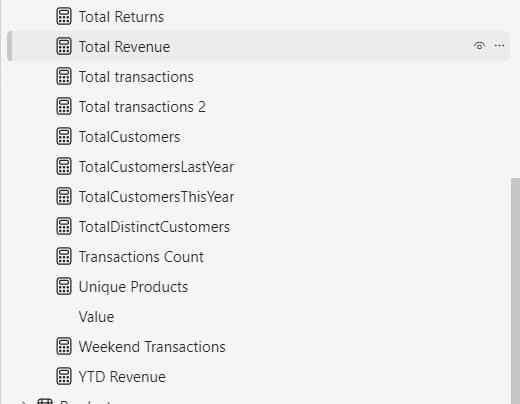 Total Returns
Total Revenue
Total transactions
Total transactions 2
TotalCustomers
TotalCustomersLastYear
TotalCustomersThisYear
TotalDistinctCustomers
Transactions Count
Unique Products
Value
Weekend Transactions
YTD Revenue